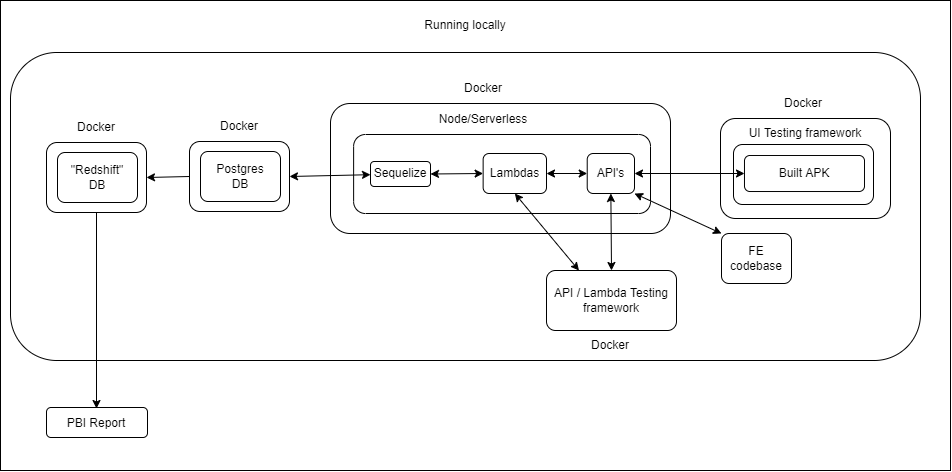 Running locally
Docker
Docker
Docker
Docker
Node/Serverless
UI Testing framework
"Redshift"
DB
Postgres
DB
Sequelize
Lambdas
API's
Built APK
FE
codebase
API / Lambda Testing
framework
Docker
PBI Report